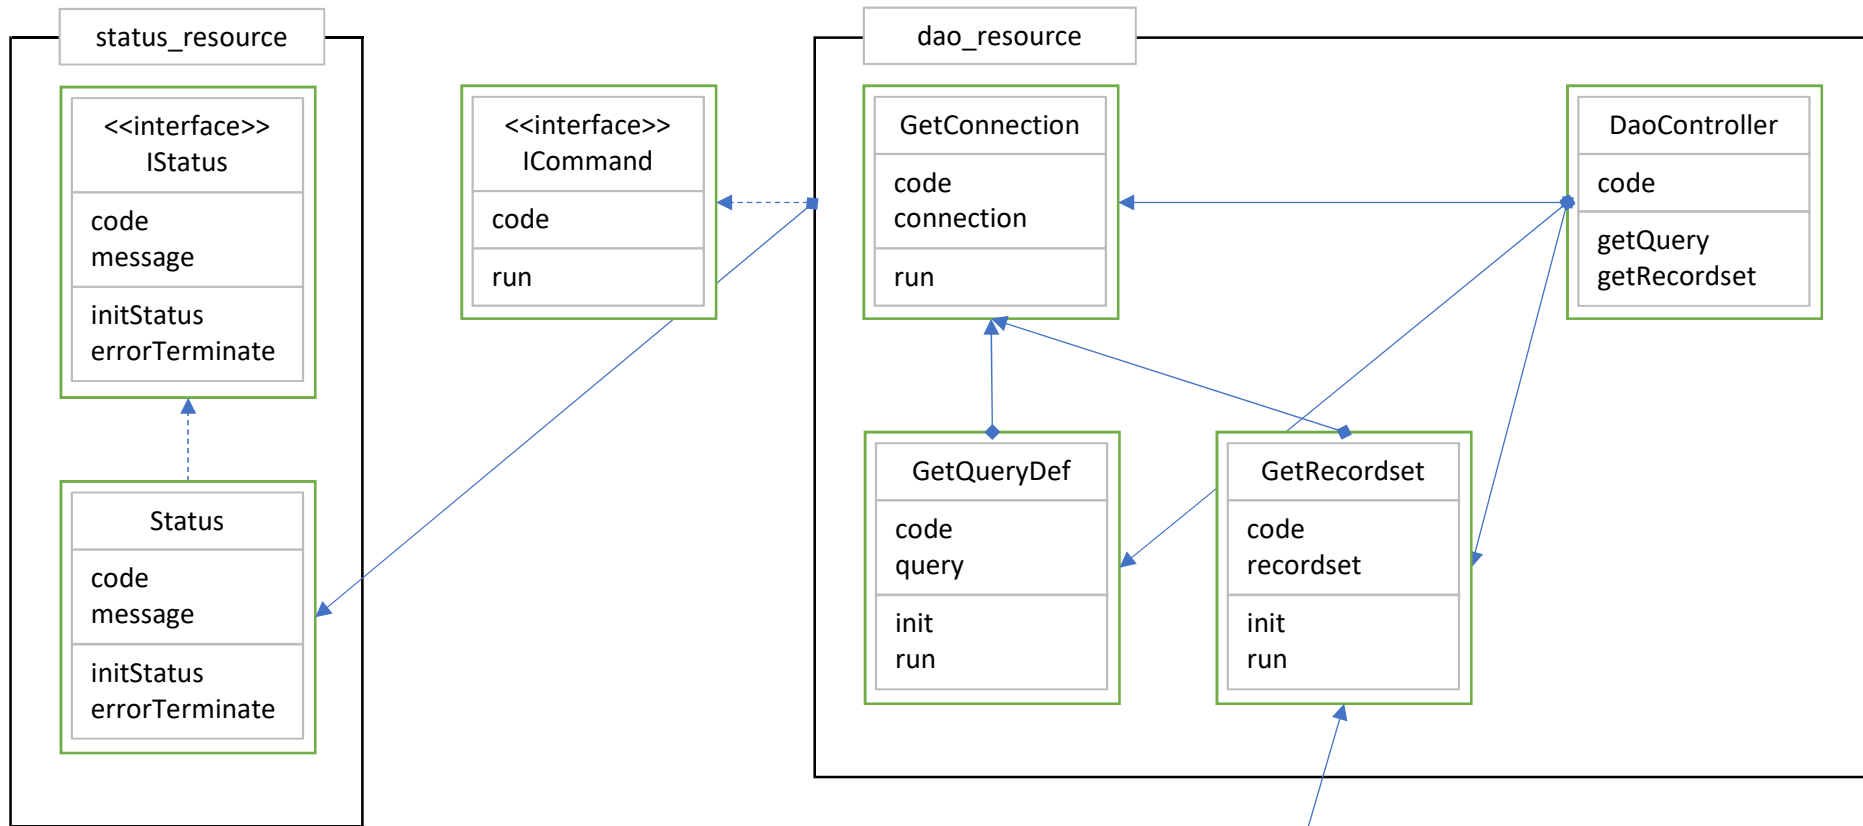 status_resource
<<interface>>
IStatus
code
message
initStatus
errorTerminate
Status
code
message
initStatus
errorTerminate
<<interface>>
ICommand
code
run
dao_resource
GetConnection
code
connection
run
DaoController
code
getQuery
getRecordset
GetQueryDef
code
query
init
run
GetRecordset
code
recordset
init
run